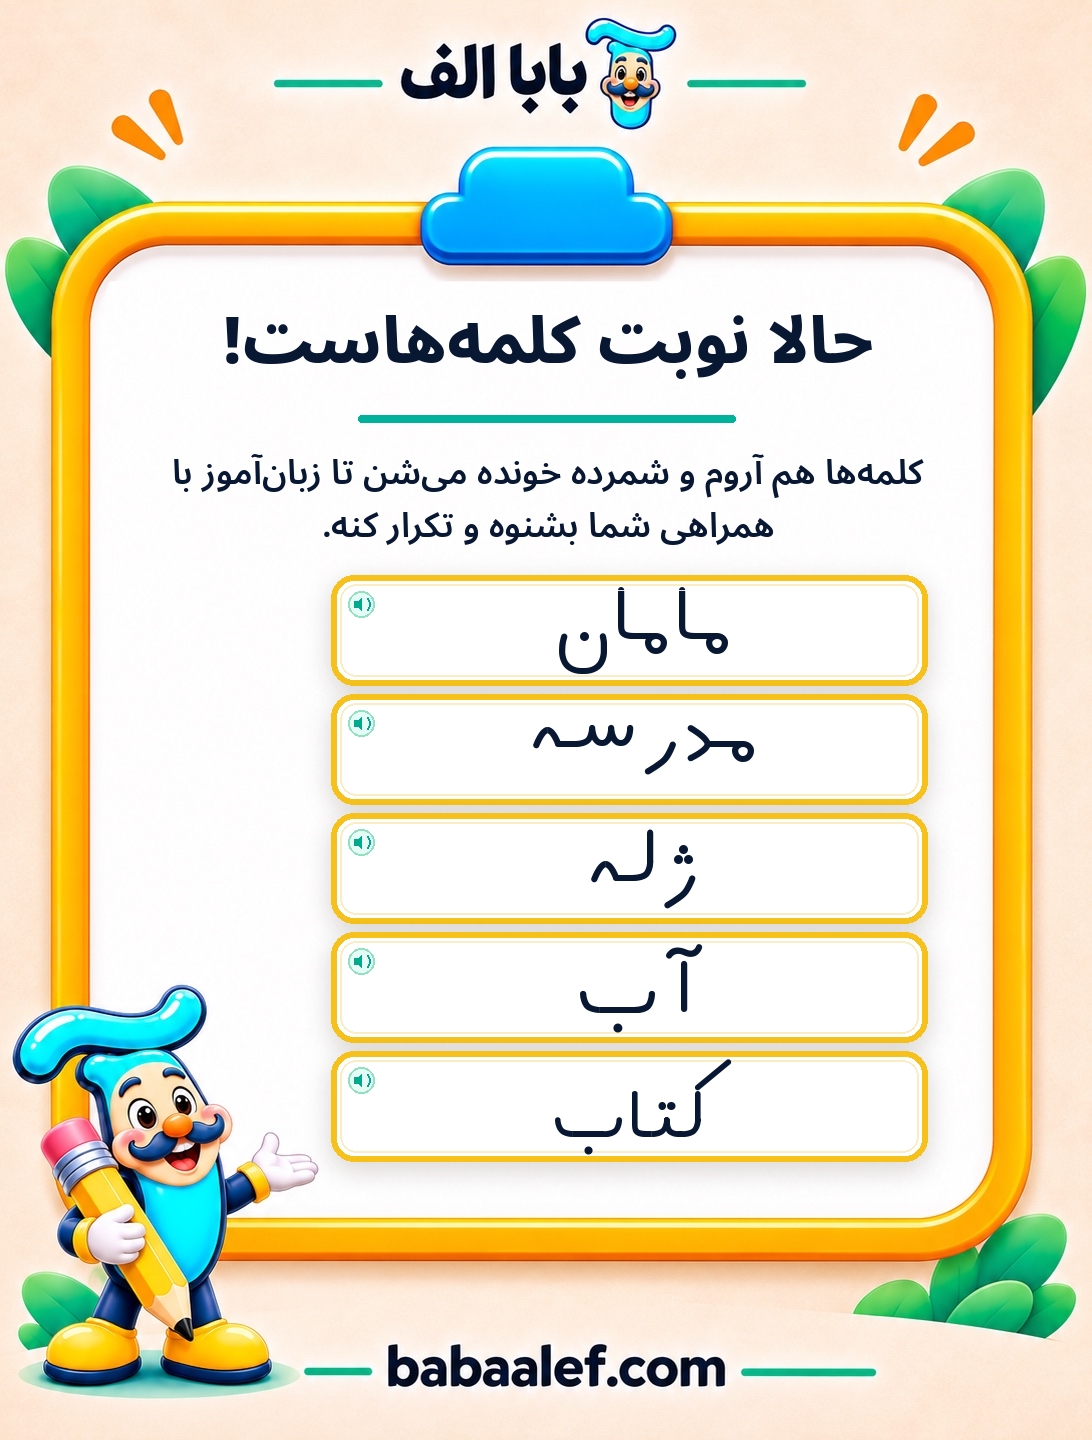 بابا الف
حالا نوبت کلمه‌هاست!
کلمه‌ها هم آروم و شمرده خونده می‌شن تا زبان‌آموز با
همراهی شما بشنوه و تکرار کنه.
مامان
مدرسه
ژله
آب
کتاب
babaalef.com